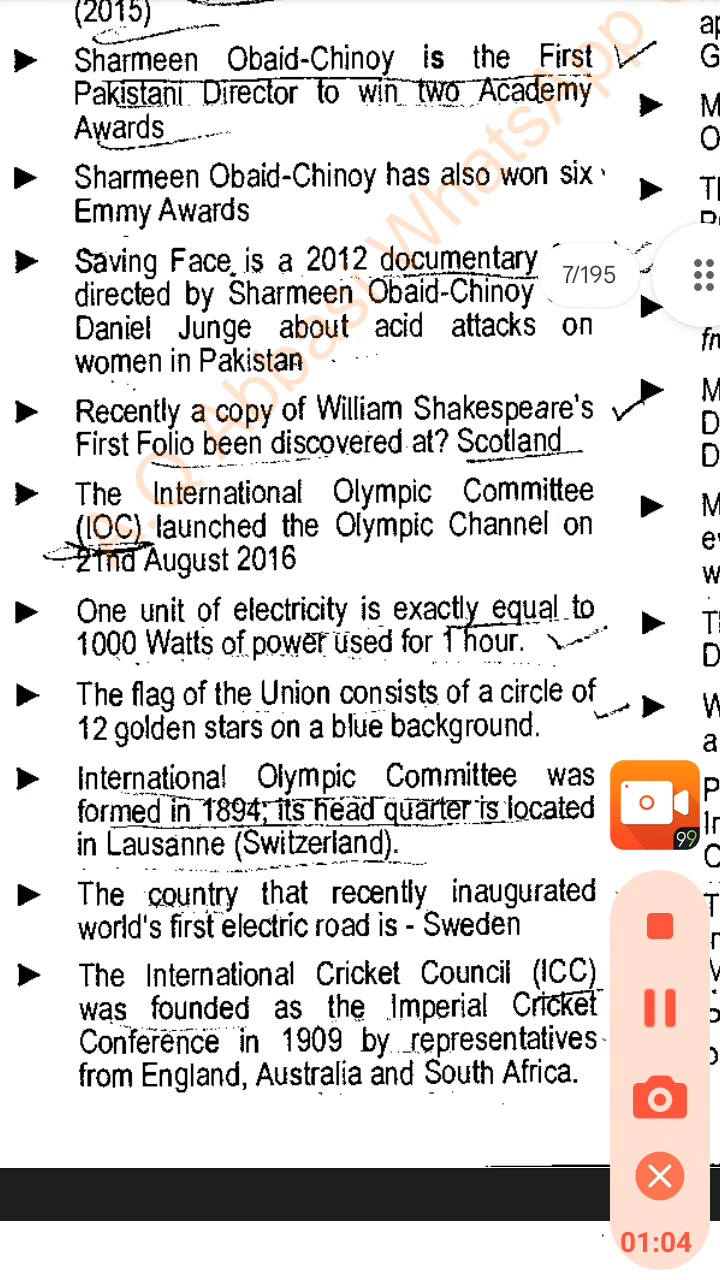 (2015)
Sharmeen Obaid-Chinoy is the First
Pakistani Director to win two Academy
Awards
Sharmeen Obaid-Chinoy has also won six
Emmy Awards
Saving Face is a 2012 documentary
directed by Sharmeen Obaid-Chinoy
Daniel Junge about acid attacks on
women in Pakistan
Recently a copy of William Shakespeare's
First Folio been discovered at? Scotland
The International Olympic Committee
(IOC) launched the Olympic Channel on
August 2016
One unit of electricity is exactly equal to
1000 Watts of power used for 1 hour.
The flag of the Union consists of a circle of
12 golden stars on a blue background.
International Olympic Committee was
formed in 1894; its head quarter is located
in Lausanne (Switzerland).
The country that recently inaugurated
world's first electric road is - Sweden
The International Cricket Council (ICC)
was founded as the Imperial Cricket
Conference in 1909 by representatives
from England, Australia and South Africa.
Abbasi WhatsApp
7/195
99
01:04